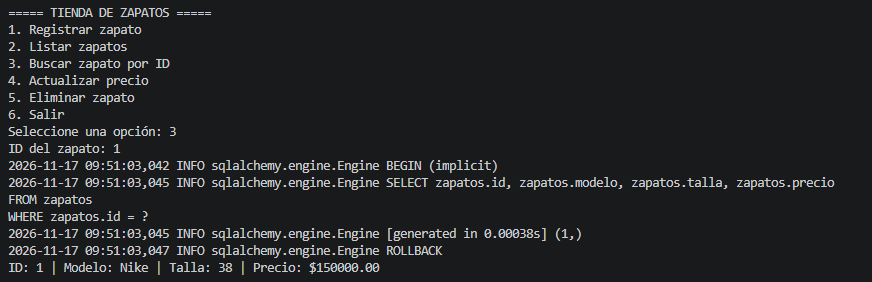 ===== TIENDA DE ZAPATOS =====
1. Registrar zapato
2. Listar zapatos
3. Buscar zapato por ID
4. Actualizar precio
5. Eliminar zapato
6. Salir
Seleccione una opción: 3
ID del zapato: 1
2026-11-17 09:51:03,042 INFO sqlalchemy.engine.Engine BEGIN (implicit)
2026-11-17 09:51:03,045 INFO sqlalchemy.engine.Engine SELECT zapatos.id, zapatos.modelo, zapatos.talla, zapatos.precio
FROM zapatos
WHERE zapatos.id = ?
2026-11-17 09:51:03,045 INFO sqlalchemy.engine.Engine [generated in 0.00038s] (1,)
2026-11-17 09:51:03,047 INFO sqlalchemy.engine.Engine ROLLBACK
ID: 1 | Modelo: Nike | Talla: 38 | Precio: $150000.00